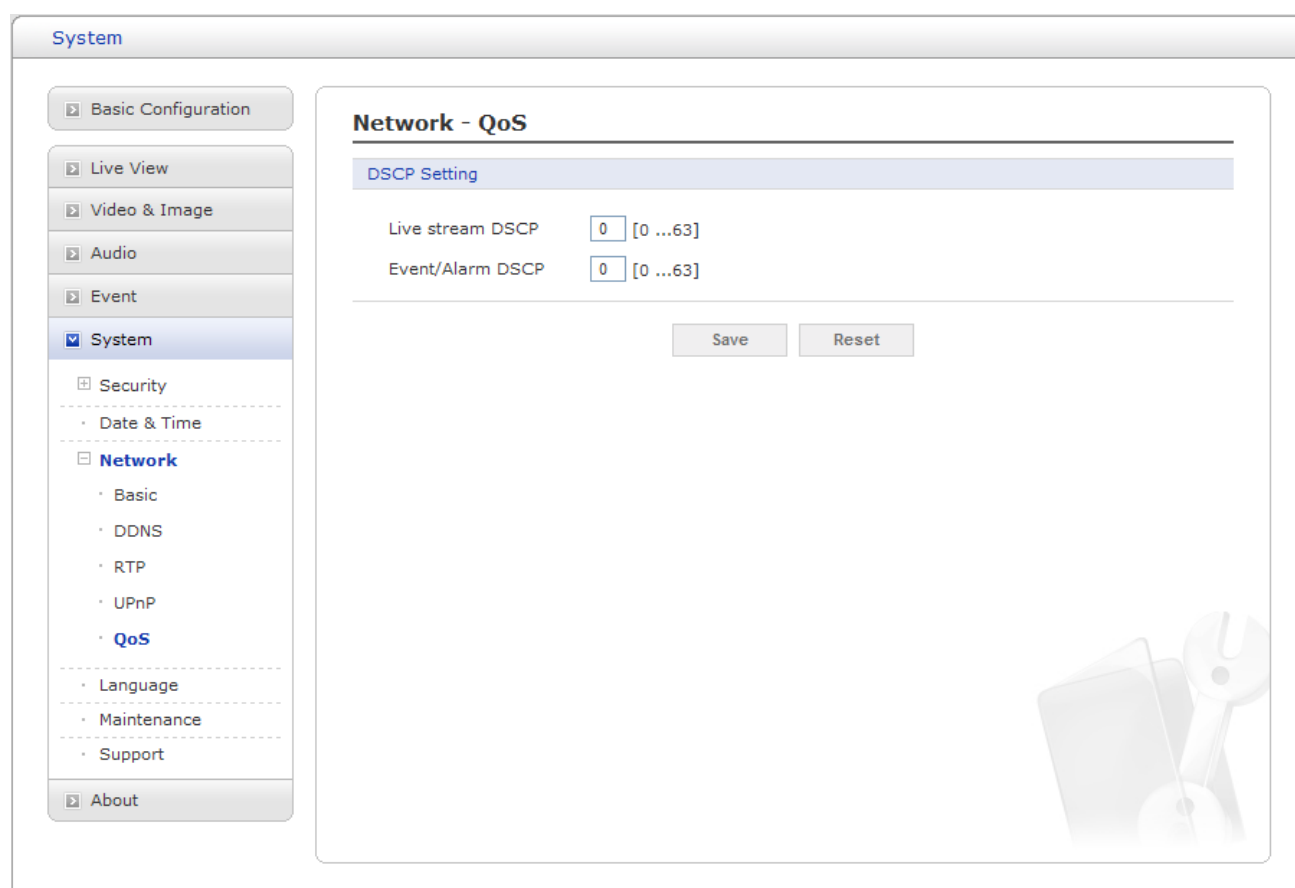 System
Basic Configuration
Live View
Video & Image
Audio
Event
System
Security
Date & Time
Network
Basic
DDNS
RTP
UPnP
QoS
Language
Maintenance
Support
About
Network - QoS
DSCP Setting
Live stream DSCP 0 [0 ...63]
Event/Alarm DSCP 0 [0 ...63]
Save Reset